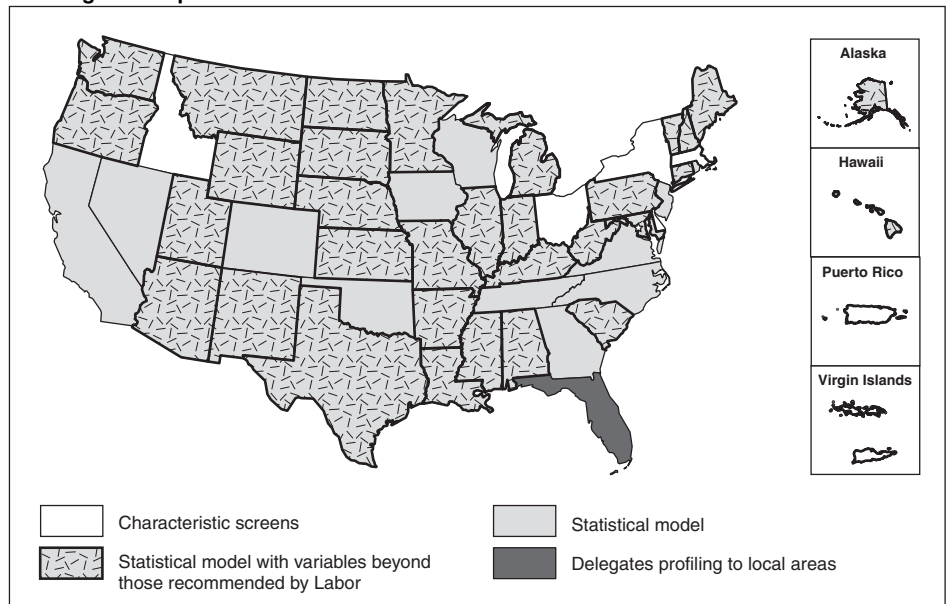 Alaska
Hawaii
Puerto Rico
Virgin Islands
Characteristic screens
Statistical model with variables beyond
those recommended by Labor
Statistical model
Delegates profiling to local areas